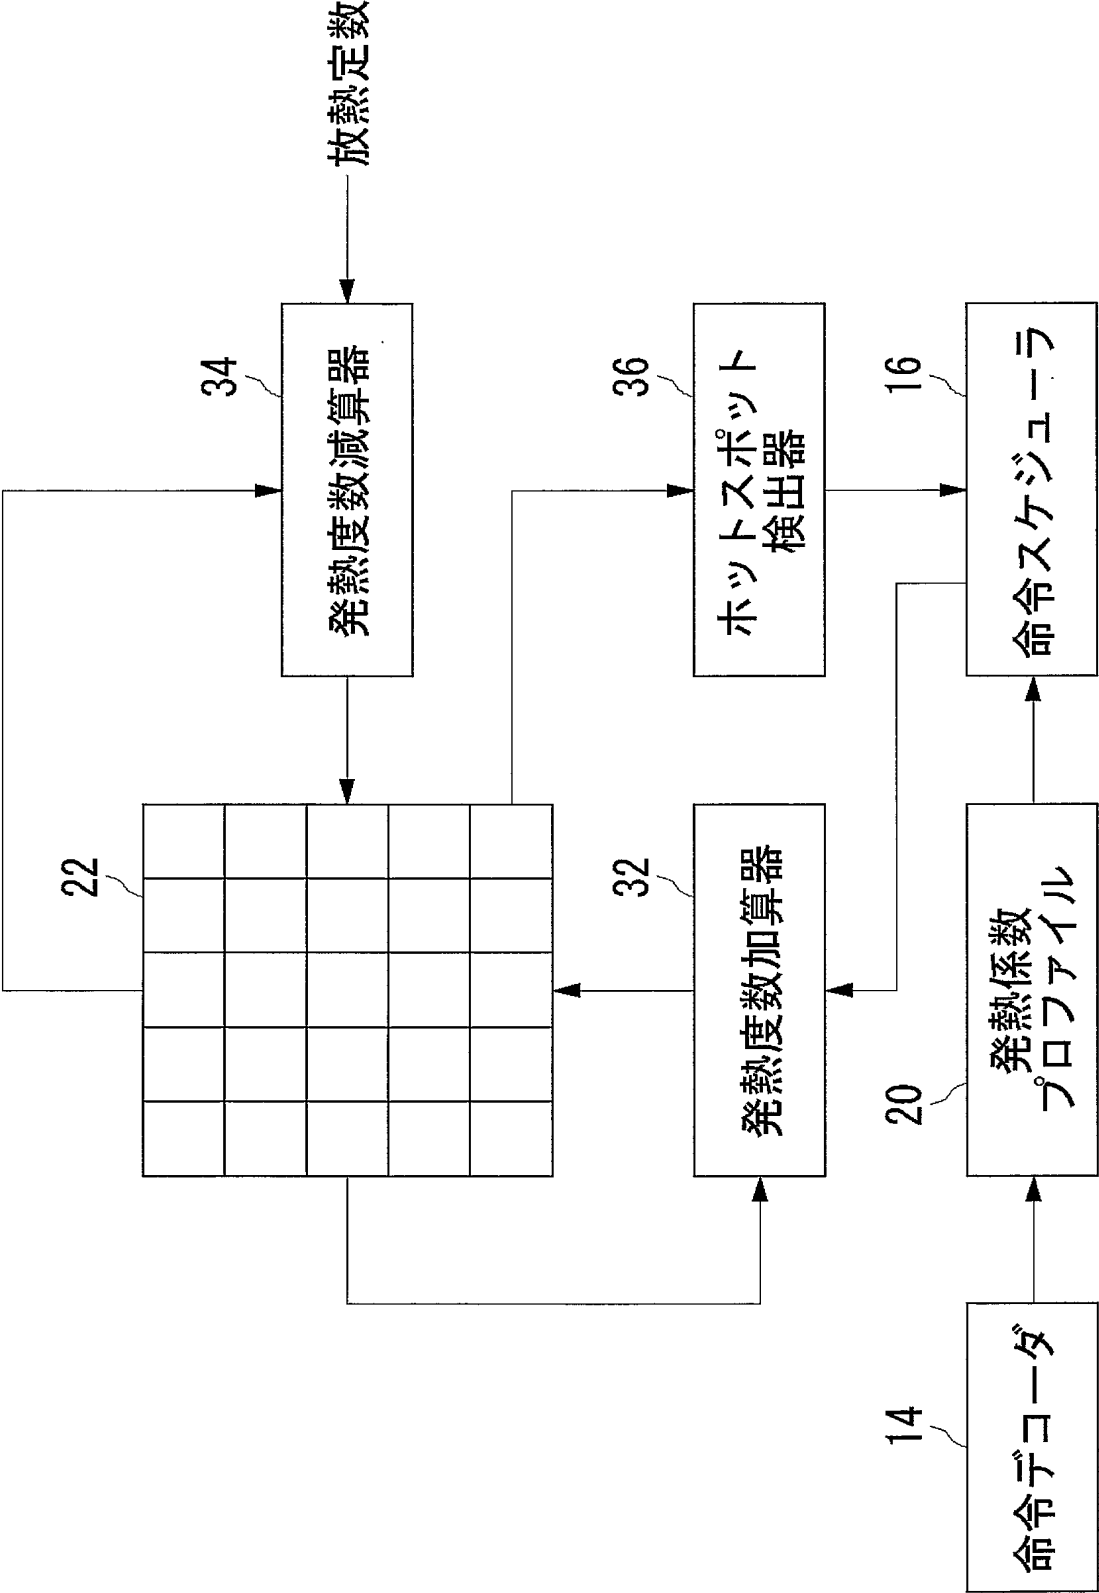 22
34
発熱度数減算器
放熱定数
32
発熱度数加算器
36
ホットスポット
検出器
14
命令デコーダ
20
発熱係数
プロファイル
16
命令スケジューラ